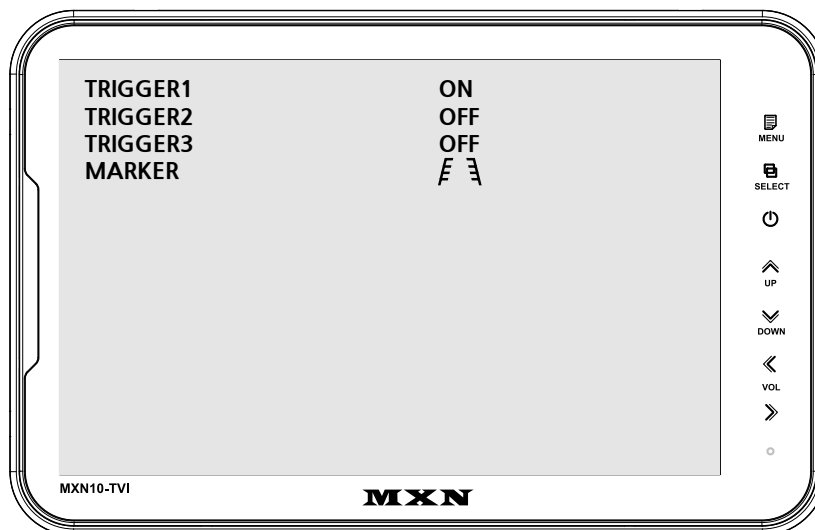 TRIGGER1 ON
TRIGGER2 OFF
TRIGGER3 OFF
MARKER
MENU
SELECT
UP
DOWN
VOL
MXN10-TVI
MXN